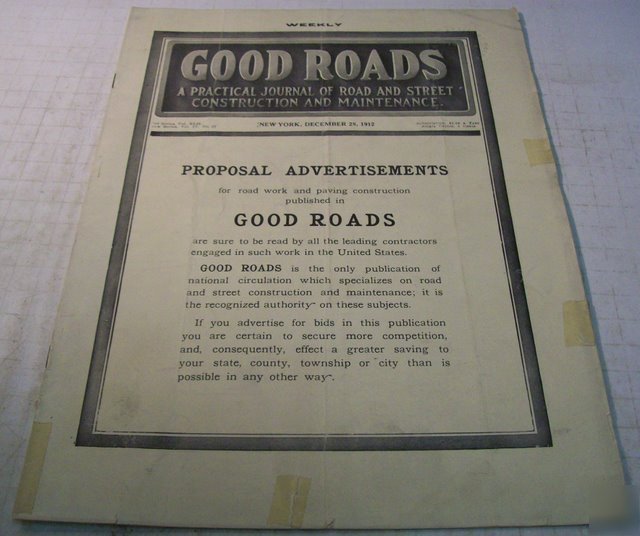 WEEKLY
GOOD ROADS
A PRACTICAL JOURNAL OF ROAD AND STREET
CONSTRUCTION AND MAINTENANCE.
NEW YORK, DECEMBER 28, 1912
PROPOSAL ADVERTISEMENTS
for road work and paving construction
published in
GOOD ROADS
are sure to be read by all the leading contractors
engaged in such work in the United States.
GOOD ROADS is the only publication of
national circulation which specializes on road
and street construction and maintenance; it is
the recognized authority on these subjects.
If you advertise for bids in this publication
you are certain to secure more competition,
and, consequently, effect a greater saving to
your state, county, township or city than is
possible in any other way.